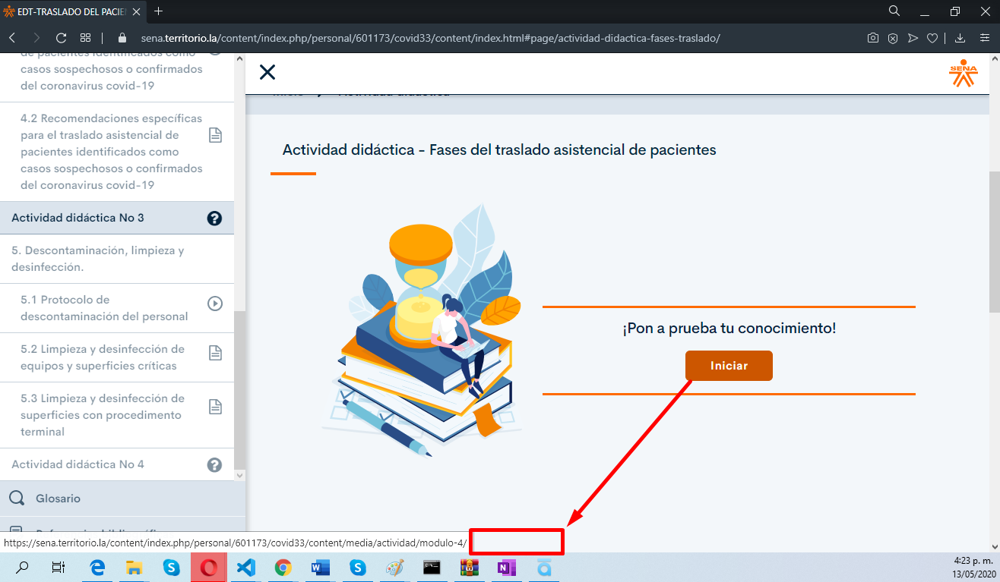 EDT-TRASLADO DEL PACIE
sena.territorio.la/content/index.php/personal/601173/covid33/content/index.html#page/actividad-didactica-fases-traslado/
de pacientes identificados como
casos sospechosos o confirmados
del coronavirus covid-19
4.2 Recomendaciones específicas
para el traslado asistencial de
pacientes identificados como
casos sospechosos o confirmados
del coronavirus covid-19
Actividad didáctica No 3
5. Descontaminación, limpieza y
desinfección.
5.1 Protocolo de
descontaminación del personal
5.2 Limpieza y desinfección de
equipos y superficies críticas
5.3 Limpieza y desinfección de
superficies con procedimento
terminal
Actividad didáctica No 4
Glosario
SENA
Inicio > Actividad didáctica
Actividad didáctica - Fases del traslado asistencial de pacientes
¡Pon a prueba tu conocimiento!
Iniciar
https://sena.territorio.la/content/index.php/personal/601173/covid33/content/media/actividad/modulo-4/
4:23 p. m.
13/05/2020